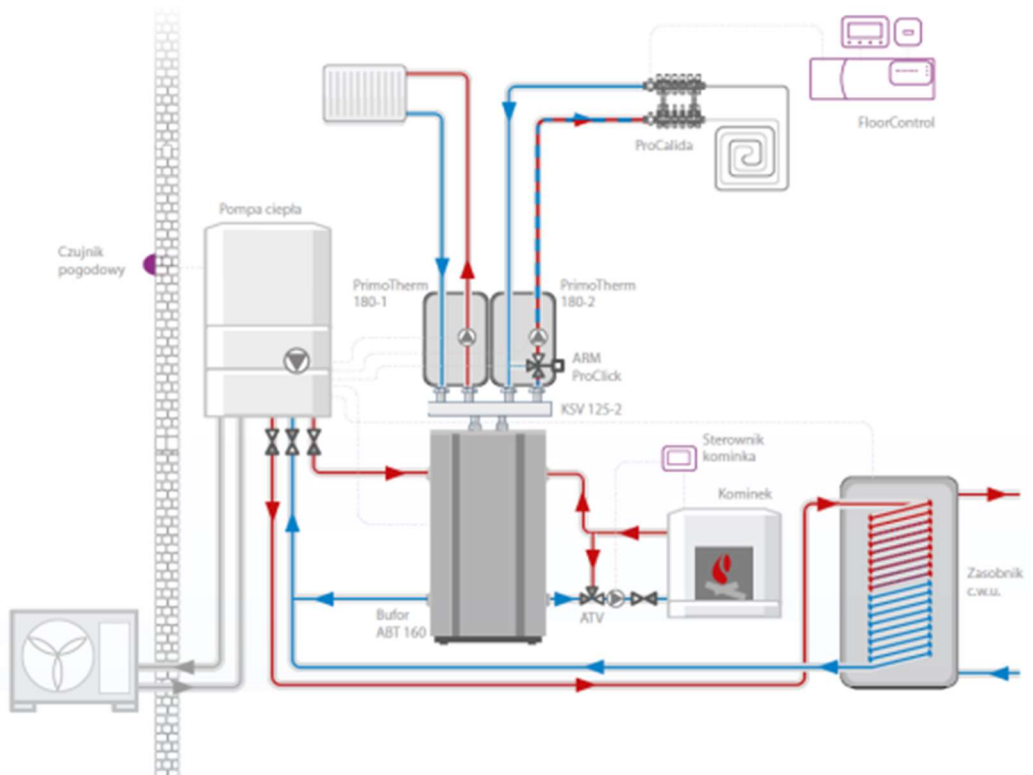 FloorControl
ProCalida
Pompa ciepła
Czujnik
pogodowy
PrimoTherm
180-1
PrimoTherm
180-2
ARM
ProClick
KSV 125-2
Sterownik
kominka
Kominek
Zasobnik
c.w.u.
Bufor
ABT 160
ATV